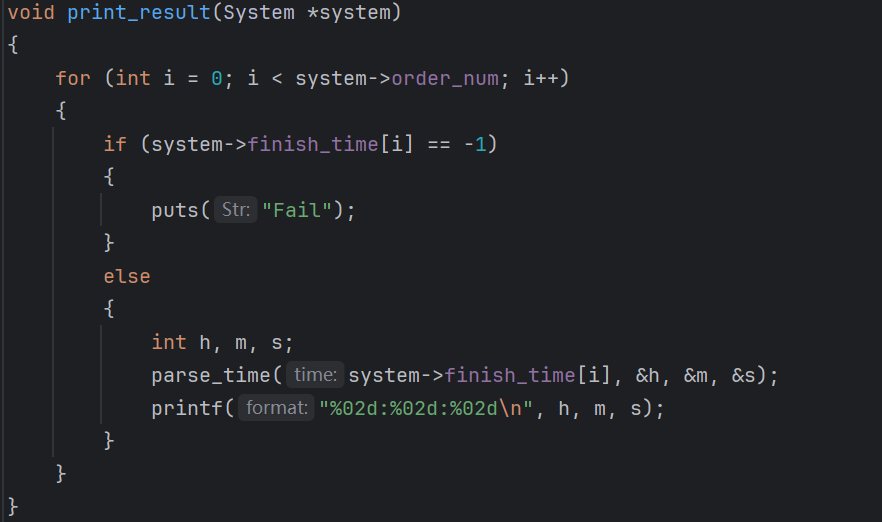 void print_result(System *system)
{
    for (int i = 0; i < system->order_num; i++)
    {
        if (system->finish_time[i] == -1)
        {
            puts( Str: "Fail");
        }
        else
        {
            int h, m, s;
            parse_time( time: system->finish_time[i], &h, &m, &s);
            printf( format: "%02d:%02d:%02d\n", h, m, s);
        }
    }
}